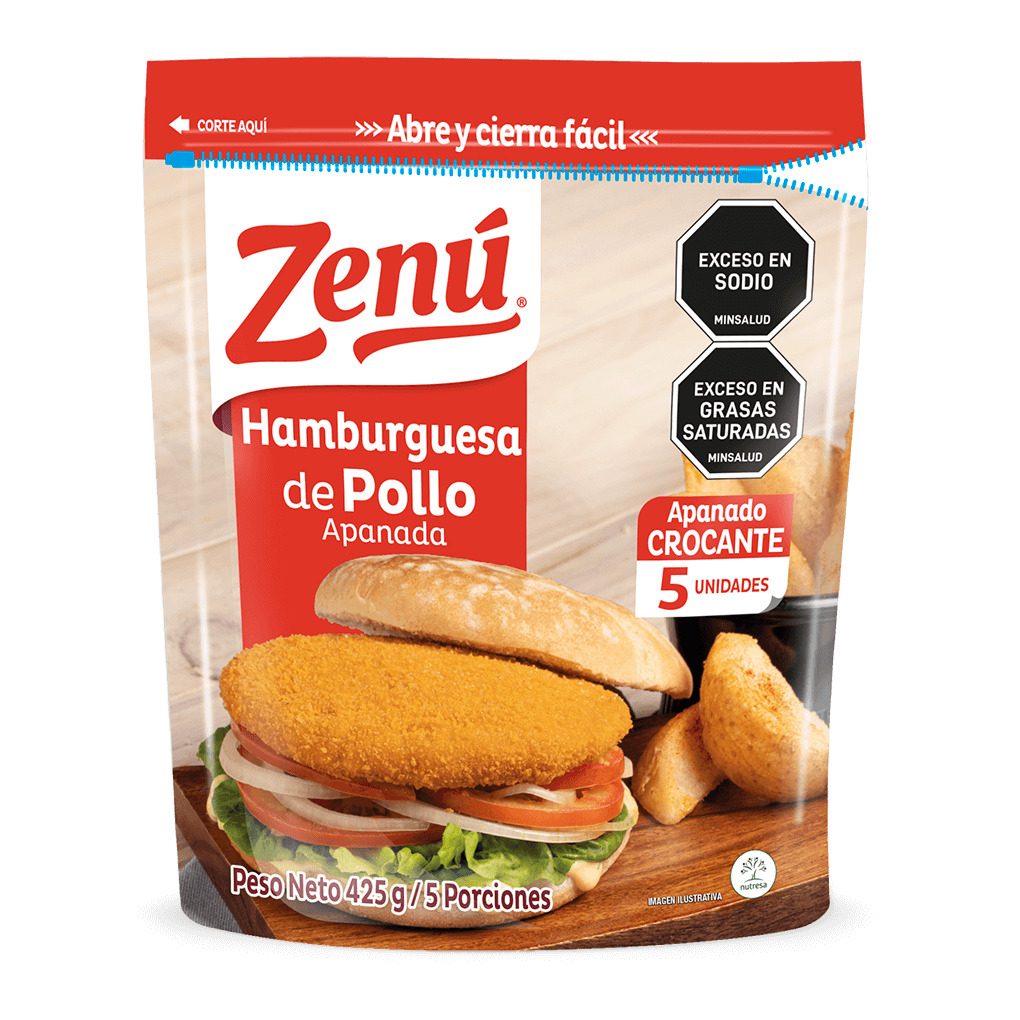 CORTE AQUÍ
>>> Abre y cierra fácil <<<
Zenú®
Hamburguesa
de Pollo
Apanada
EXCESO EN
SODIO
MINSALUD
EXCESO EN
GRASAS
SATURADAS
MINSALUD
Apanado
CROCANTE
5 UNIDADES
Peso Neto 425 g / 5 Porciones
IMAGEN ILUSTRATIVA
nutresa